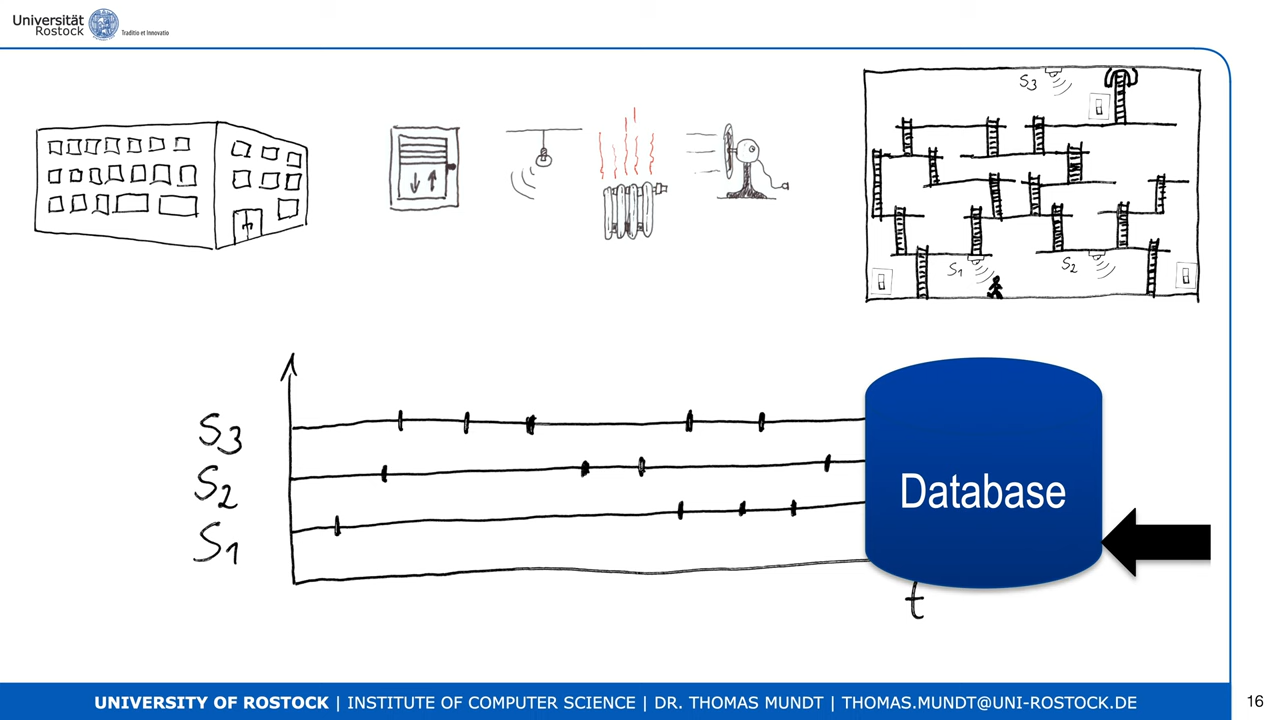 Universität
Rostock
Traditio et Innovatio
S3
S1
S2
S3
S2
S1
Database
t
UNIVERSITY OF ROSTOCK | INSTITUTE OF COMPUTER SCIENCE | DR. THOMAS MUNDT | THOMAS.MUNDT@UNI-ROSTOCK.DE
16